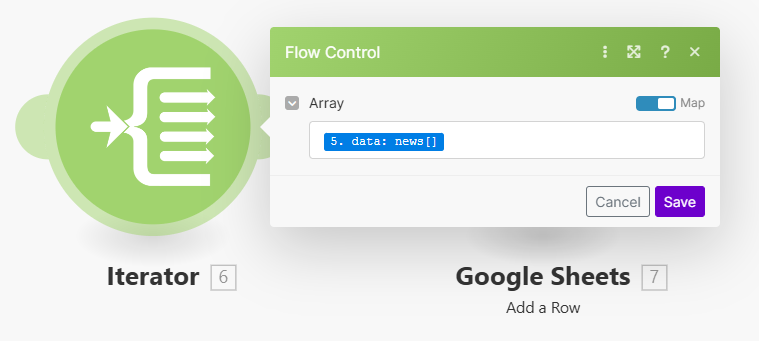 Flow Control
Array
Map
5. data: news[]
Cancel
Save
Iterator 6
Google Sheets 7
Add a Row